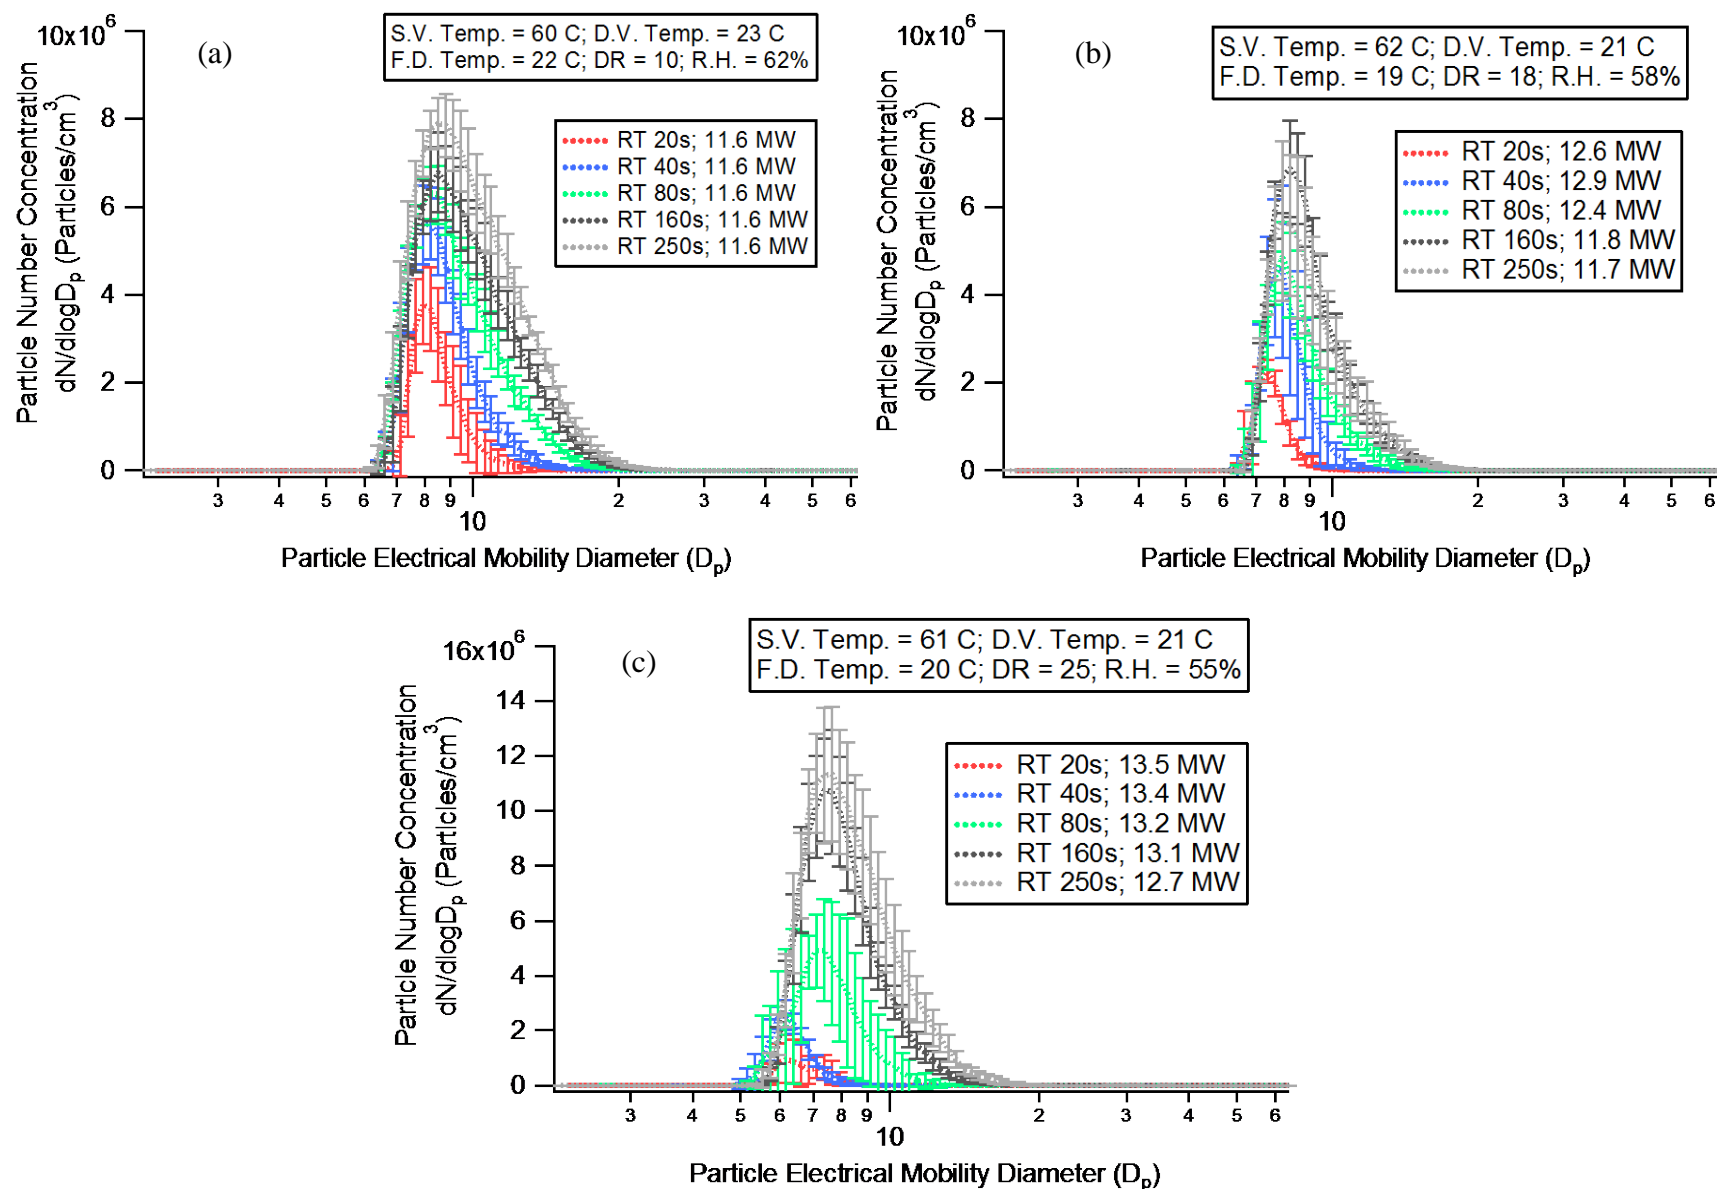 (a)
S.V. Temp. = 60 C; D.V. Temp. = 23 C
F.D. Temp. = 22 C; DR = 10; R.H. = 62%
RT 20s; 11.6 MW
RT 40s; 11.6 MW
RT 80s; 11.6 MW
RT 160s; 11.6 MW
RT 250s; 11.6 MW
Particle Number Concentration
dN/dlogDp (Particles/cm3)
10x10^6
8
6
4
2
0
3 4 5 6 7 8 9 2 3 4 5 6
10
Particle Electrical Mobility Diameter (Dp)
(b)
S.V. Temp. = 62 C; D.V. Temp. = 21 C
F.D. Temp. = 19 C; DR = 18; R.H. = 58%
RT 20s; 12.6 MW
RT 40s; 12.9 MW
RT 80s; 12.4 MW
RT 160s; 11.8 MW
RT 250s; 11.7 MW
Particle Number Concentration
dN/dlogDp (Particles/cm3)
10x10^6
8
6
4
2
0
3 4 5 6 7 8 9 2 3 4 5 6
10
Particle Electrical Mobility Diameter (Dp)
(c)
S.V. Temp. = 61 C; D.V. Temp. = 21 C
F.D. Temp. = 20 C; DR = 25; R.H. = 55%
RT 20s; 13.5 MW
RT 40s; 13.4 MW
RT 80s; 13.2 MW
RT 160s; 13.1 MW
RT 250s; 12.7 MW
Particle Number Concentration
dN/dlogDp (Particles/cm3)
16x10^6
14
12
10
8
6
4
2
0
3 4 5 6 7 8 9 2 3 4 5 6
10
Particle Electrical Mobility Diameter (Dp)